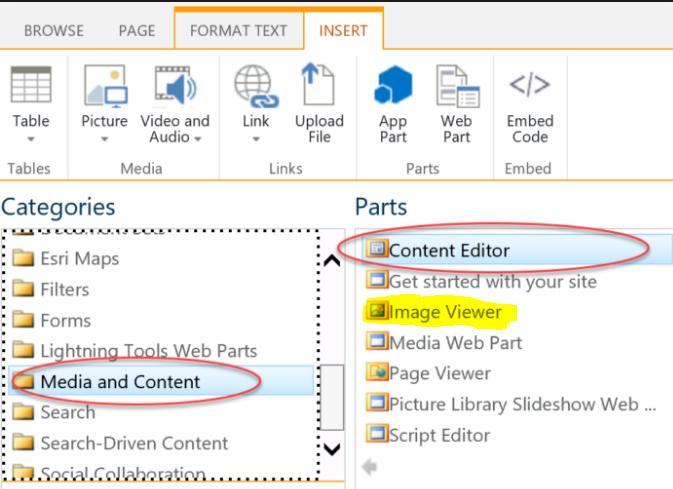 BROWSE PAGE FORMAT TEXT INSERT
Table Picture Video and Audio Link Upload File App Part Web Part Embed Code
Tables Media Links Parts Embed
Categories
Esri Maps
Filters
Forms
Lightning Tools Web Parts
Media and Content
Search
Search-Driven Content
Social Collaboration
Parts
Content Editor
Get started with your site
Image Viewer
Media Web Part
Page Viewer
Picture Library Slideshow Web ...
Script Editor